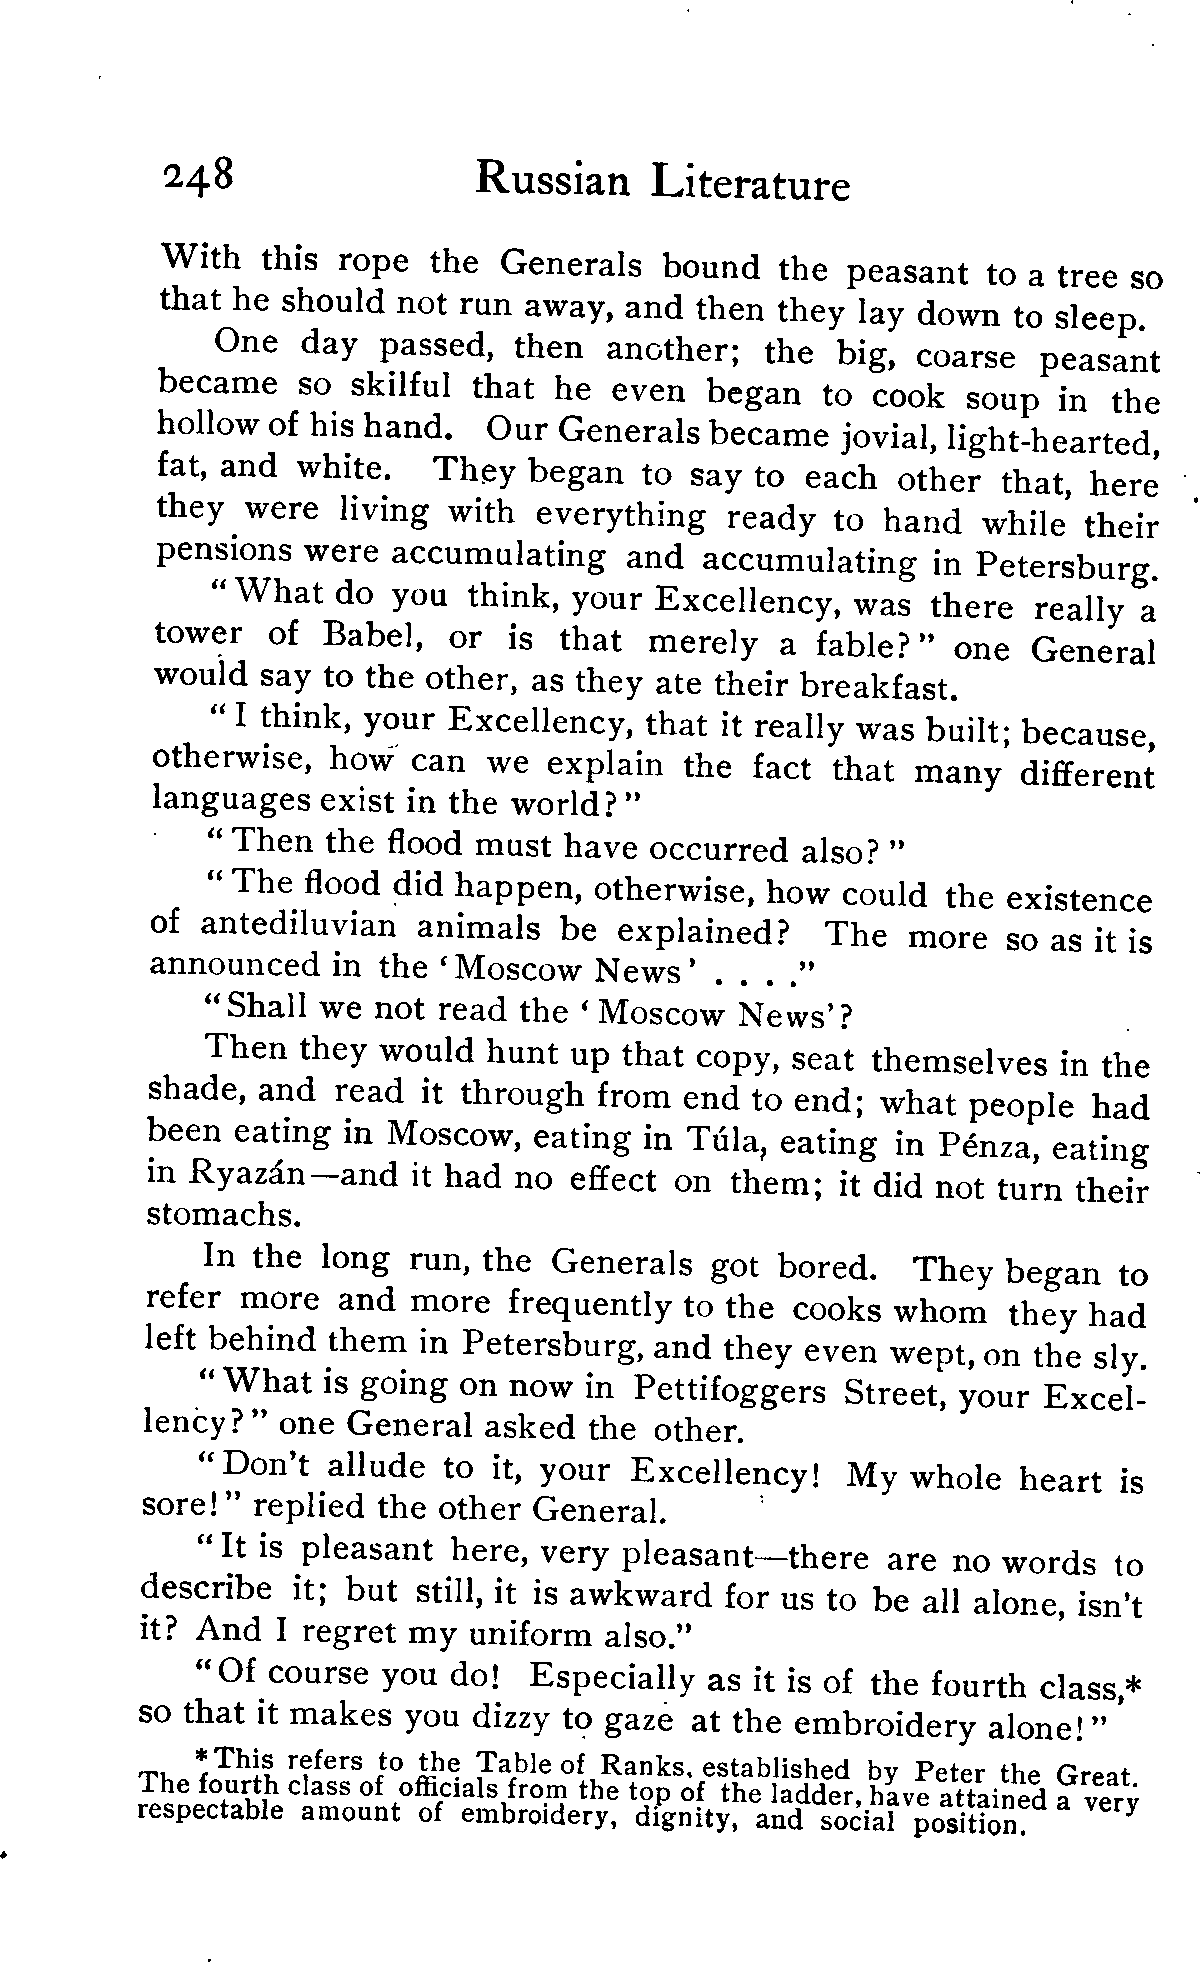 248 Russian Literature
With this rope the Generals bound the peasant to a tree so
that he should not run away, and then they lay down to sleep.
One day passed, then another; the big, coarse peasant
became so skilful that he even began to cook soup in the
hollow of his hand. Our Generals became jovial, light-hearted,
fat, and white. They began to say to each other that, here
they were living with everything ready to hand while their
pensions were accumulating and accumulating in Petersburg.
"What do you think, your Excellency, was there really a
tower of Babel, or is that merely a fable?" one General
would say to the other, as they ate their breakfast.
"I think, your Excellency, that it really was built; because,
otherwise, how can we explain the fact that many different
languages exist in the world?"
"Then the flood must have occurred also?"
"The flood did happen, otherwise, how could the existence
of antediluvian animals be explained? The more so as it is
announced in the 'Moscow News' . . . ."
"Shall we not read the 'Moscow News'?
Then they would hunt up that copy, seat themselves in the
shade, and read it through from end to end; what people had
been eating in Moscow, eating in Túla, eating in Pénza, eating
in Ryazán—and it had no effect on them; it did not turn their
stomachs.
In the long run, the Generals got bored. They began to
refer more and more frequently to the cooks whom they had
left behind them in Petersburg, and they even wept, on the sly.
"What is going on now in Pettifoggers Street, your Excel-
lency?" one General asked the other.
"Don't allude to it, your Excellency! My whole heart is
sore!" replied the other General.
"It is pleasant here, very pleasant—there are no words to
describe it; but still, it is awkward for us to be all alone, isn't
it? And I regret my uniform also."
"Of course you do! Especially as it is of the fourth class,*
so that it makes you dizzy to gaze at the embroidery alone!"
*This refers to the Table of Ranks, established by Peter the Great.
The fourth class of officials from the top of the ladder, have attained a very
respectable amount of embroidery, dignity, and social position.